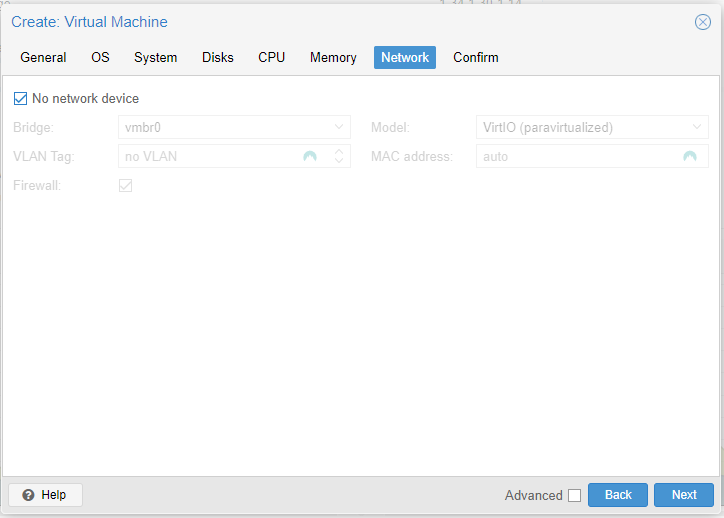 Create: Virtual Machine
General OS System Disks CPU Memory Network Confirm
No network device
Bridge: vmbr0 Model: VirtIO (paravirtualized)
VLAN Tag: no VLAN MAC address: auto
Firewall:
Help Advanced Back Next